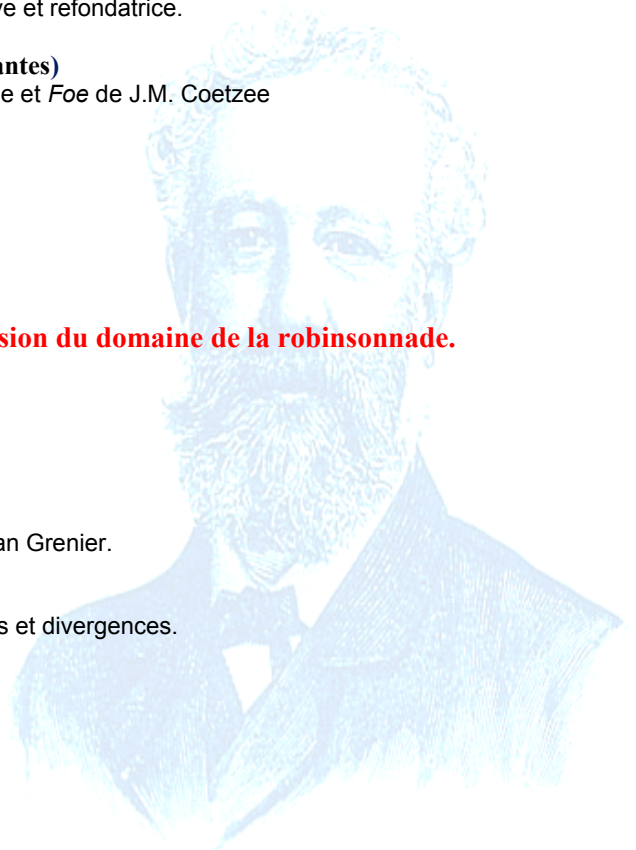 ve et refondatrice.
antes)
e et Foe de J.M. Coetzee
sion du domaine de la robinsonnade.
an Grenier.
s et divergences.